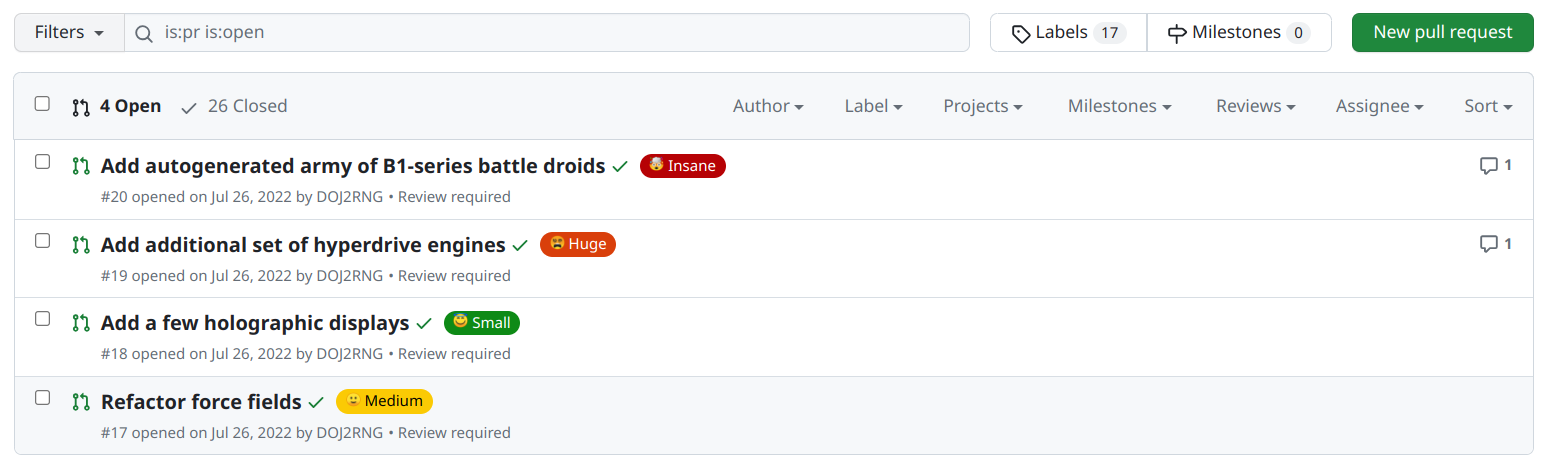 Filters is:pr is:open Labels 17 Milestones 0 New pull request
4 Open 26 Closed Author Label Projects Milestones Reviews Assignee Sort
Add autogenerated army of B1-series battle droids Insane 1
#20 opened on Jul 26, 2022 by DOJ2RNG • Review required
Add additional set of hyperdrive engines Huge 1
#19 opened on Jul 26, 2022 by DOJ2RNG • Review required
Add a few holographic displays Small
#18 opened on Jul 26, 2022 by DOJ2RNG • Review required
Refactor force fields Medium
#17 opened on Jul 26, 2022 by DOJ2RNG • Review required